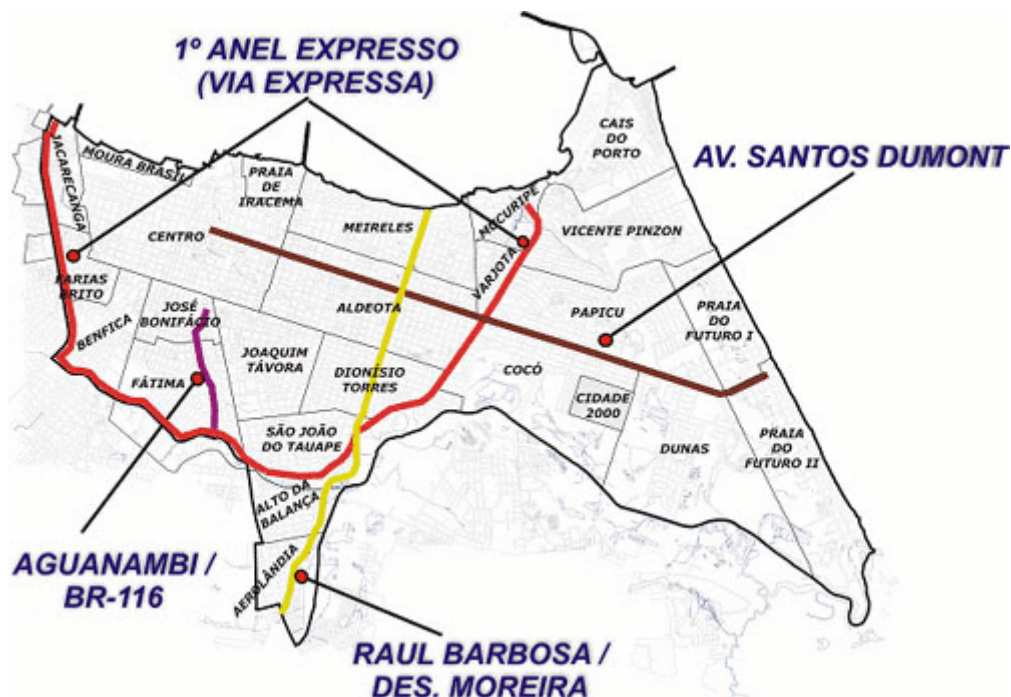 1º ANEL EXPRESSO
(VIA EXPRESSA)
CAIS
DO
PORTO
AV. SANTOS DUMONT
JACARECANGA
MOURA BRASIL
PRAIA
DE
IRACEMA
MEIRELES
MUCURIPE
VICENTE PINZON
CENTRO
VARJOTA
FARIAS
BRITO
JOSÉ
BONIFÁCIO
ALDEOTA
PAPICU
PRAIA
DO
FUTURO I
BENFICA
JOAQUIM
TÁVORA
DIONÍSIO
TORRES
COCÓ
FÁTIMA
CIDADE
2000
SÃO JOÃO
DO TAUAPE
DUNAS
PRAIA
DO
FUTURO II
ALTO DA
BALANÇA
AEROLÂNDIA
AGUANAMBI /
BR-116
RAUL BARBOSA /
DES. MOREIRA